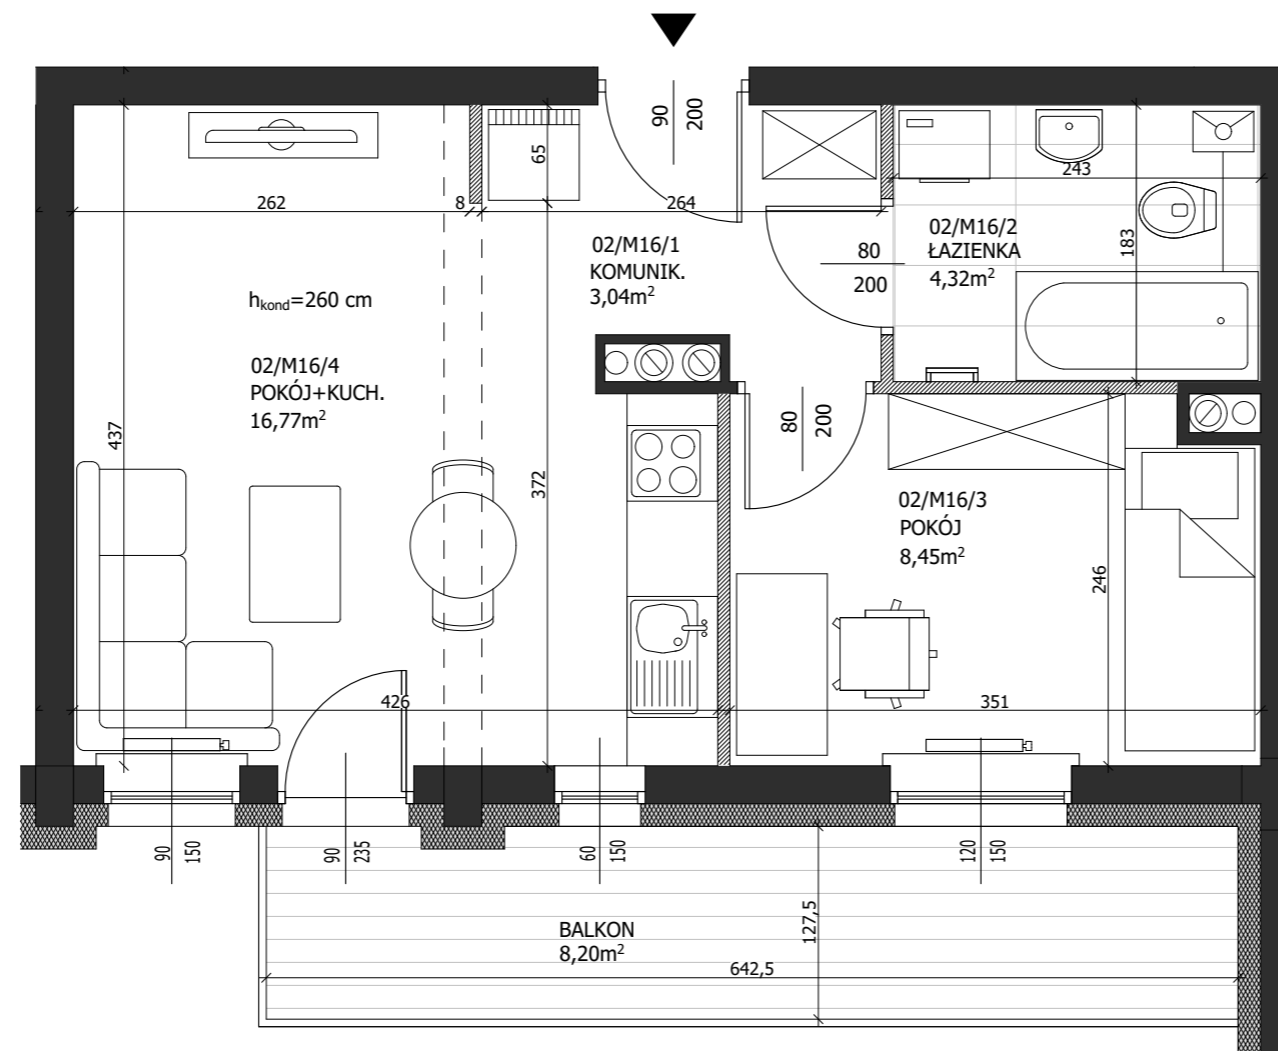 90
200
65
243
262
8
264
02/M16/1
KOMUNIK.
3,04m²
80
200
02/M16/2
ŁAZIENKA
4,32m²
183
hkond=260 cm
02/M16/4
POKÓJ+KUCH.
16,77m²
437
372
80
200
02/M16/3
POKÓJ
8,45m²
246
426
351
90
150
90
235
60
150
120
150
BALKON
8,20m²
127,5
642,5